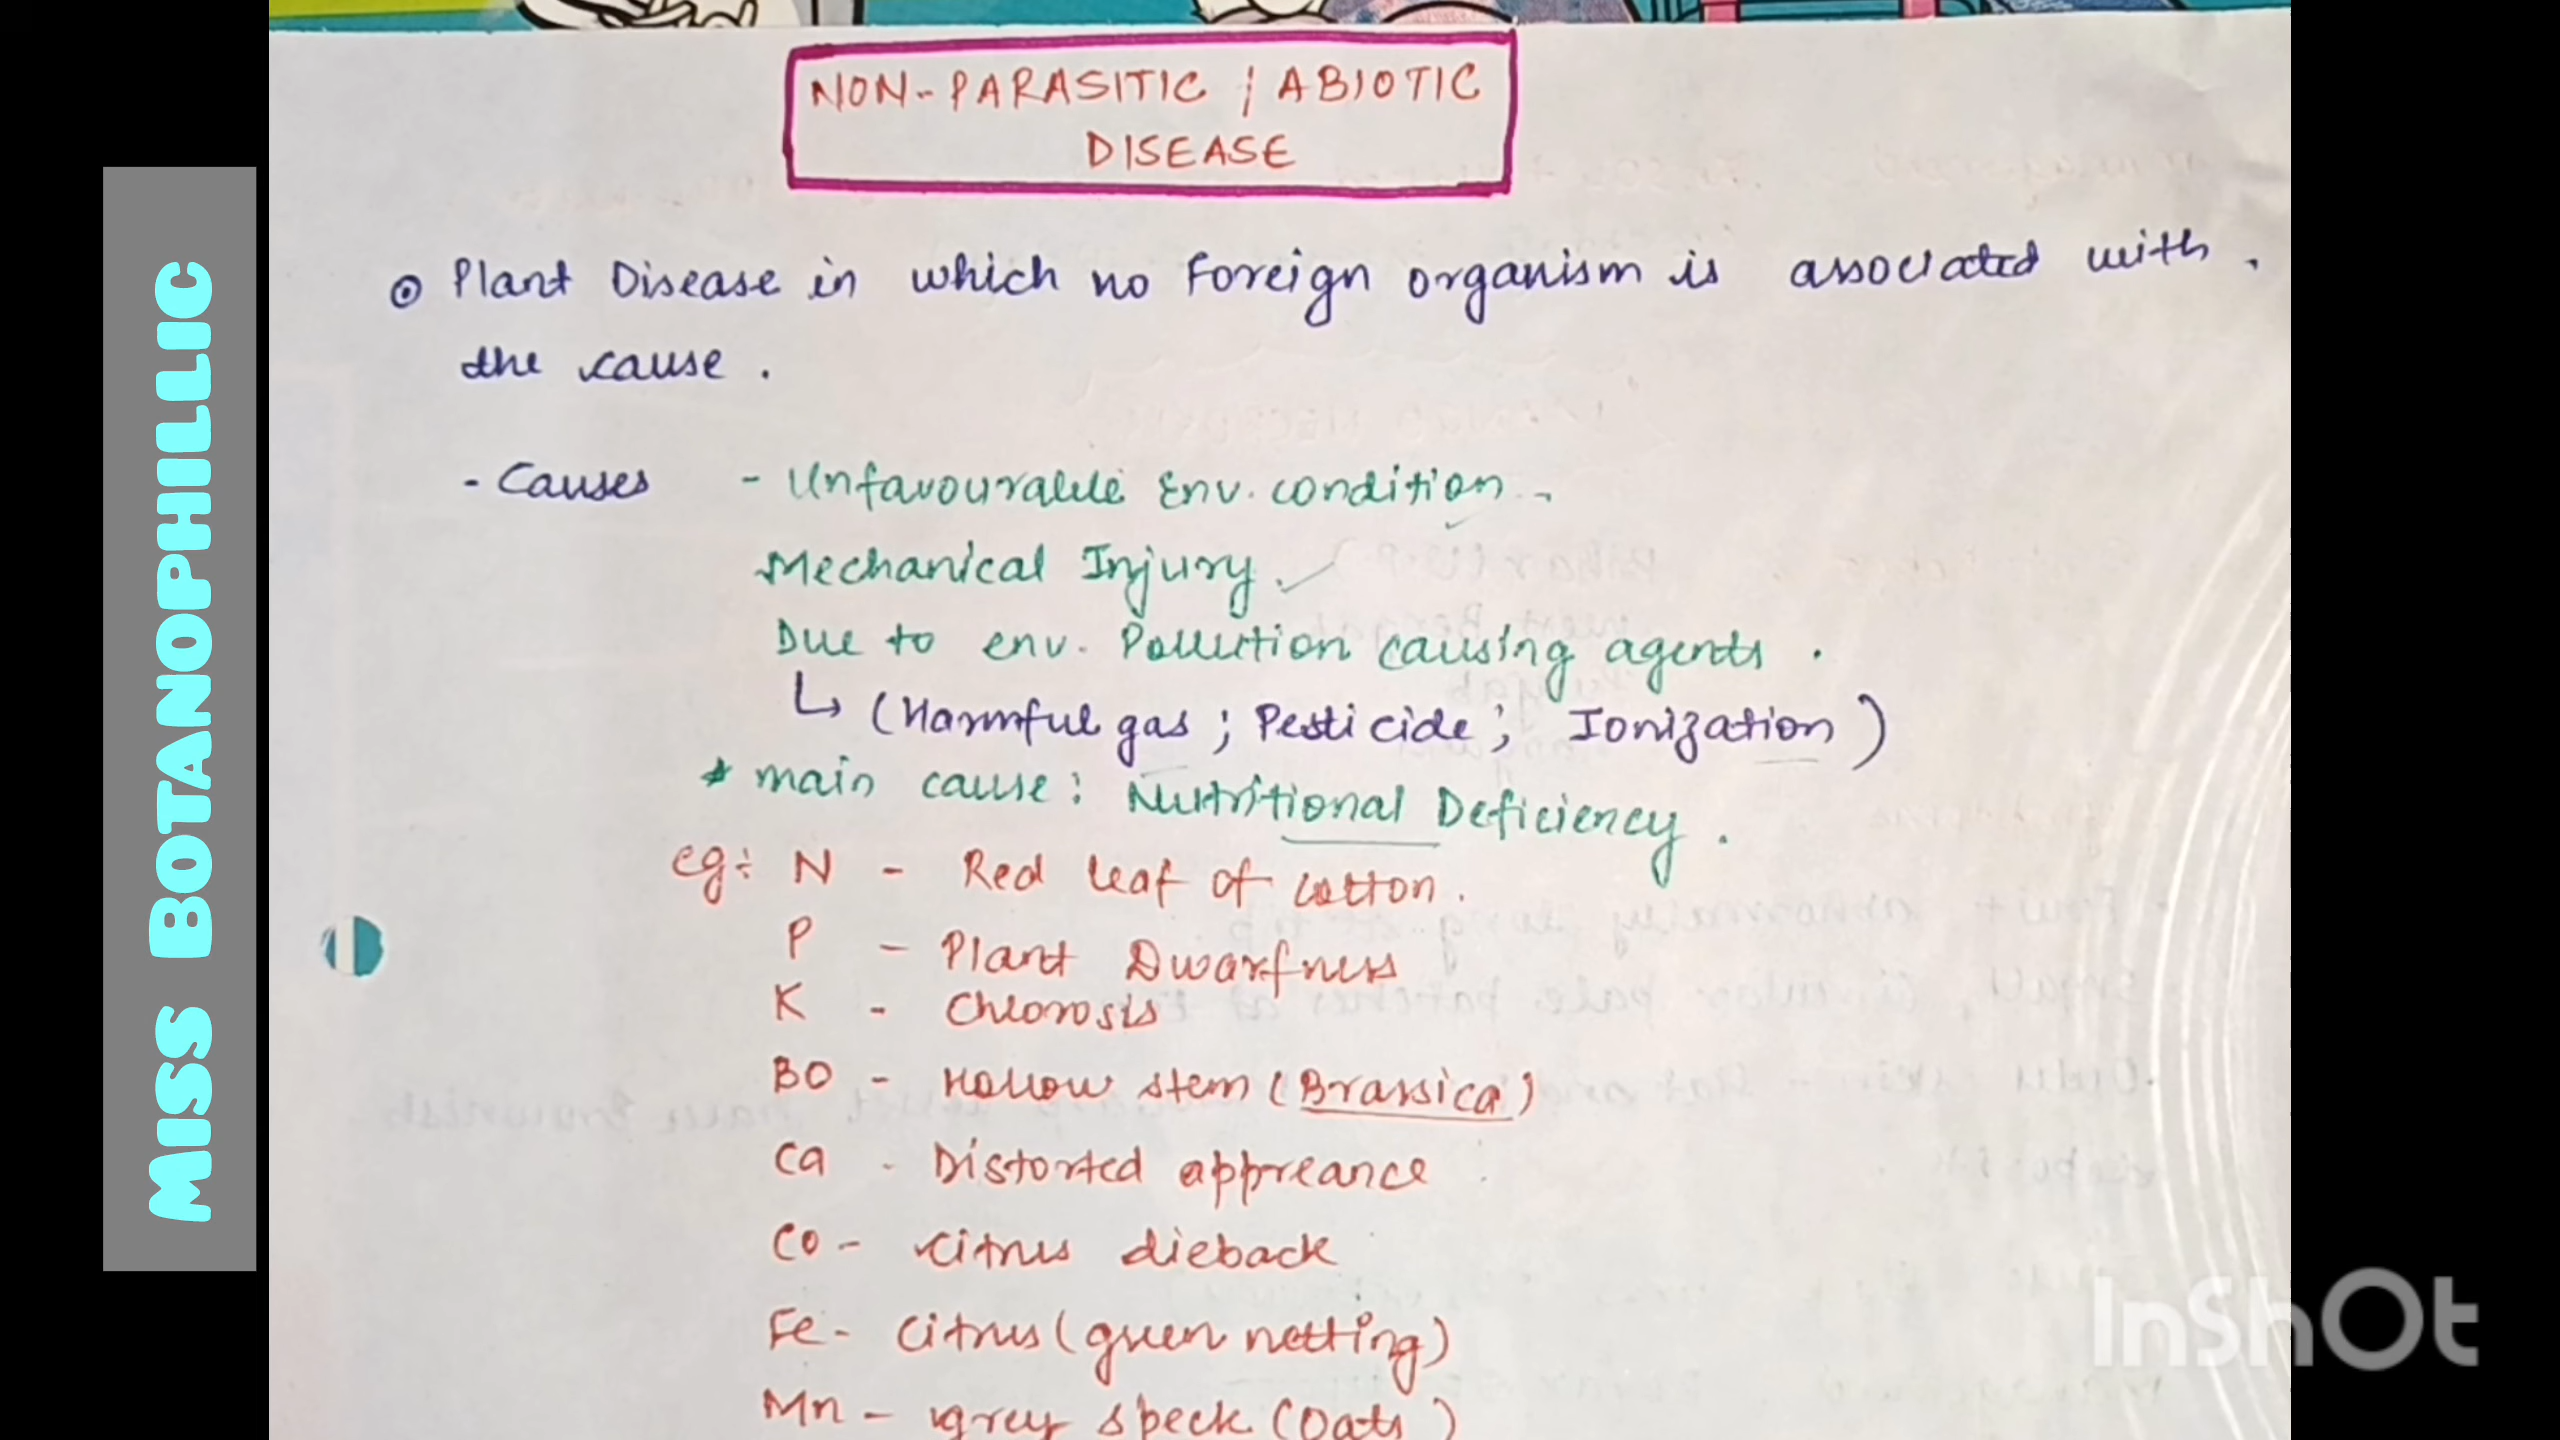 NON-PARASITIC / ABIOTIC
DISEASE
Plant Disease in which no Foreign organism is associated with
the cause.
- Causes - Unfavourable Env. condition.
Mechanical Injury
Due to env. Pollution causing agents.
(Harmful gas; Pesticide; Ionization)
* main cause: Nutritional Deficiency.
eg: N - Red leaf of cotton.
P - Plant Dwarfness
K - Chlorosis
BO - Hollow stem (Brassica)
Ca - Distorted apprearance
CO - citrus dieback
Fe - citrus (green netting)
Mn - grey speck (Oats)
MISS BOTANOPHILLIC
InShOt